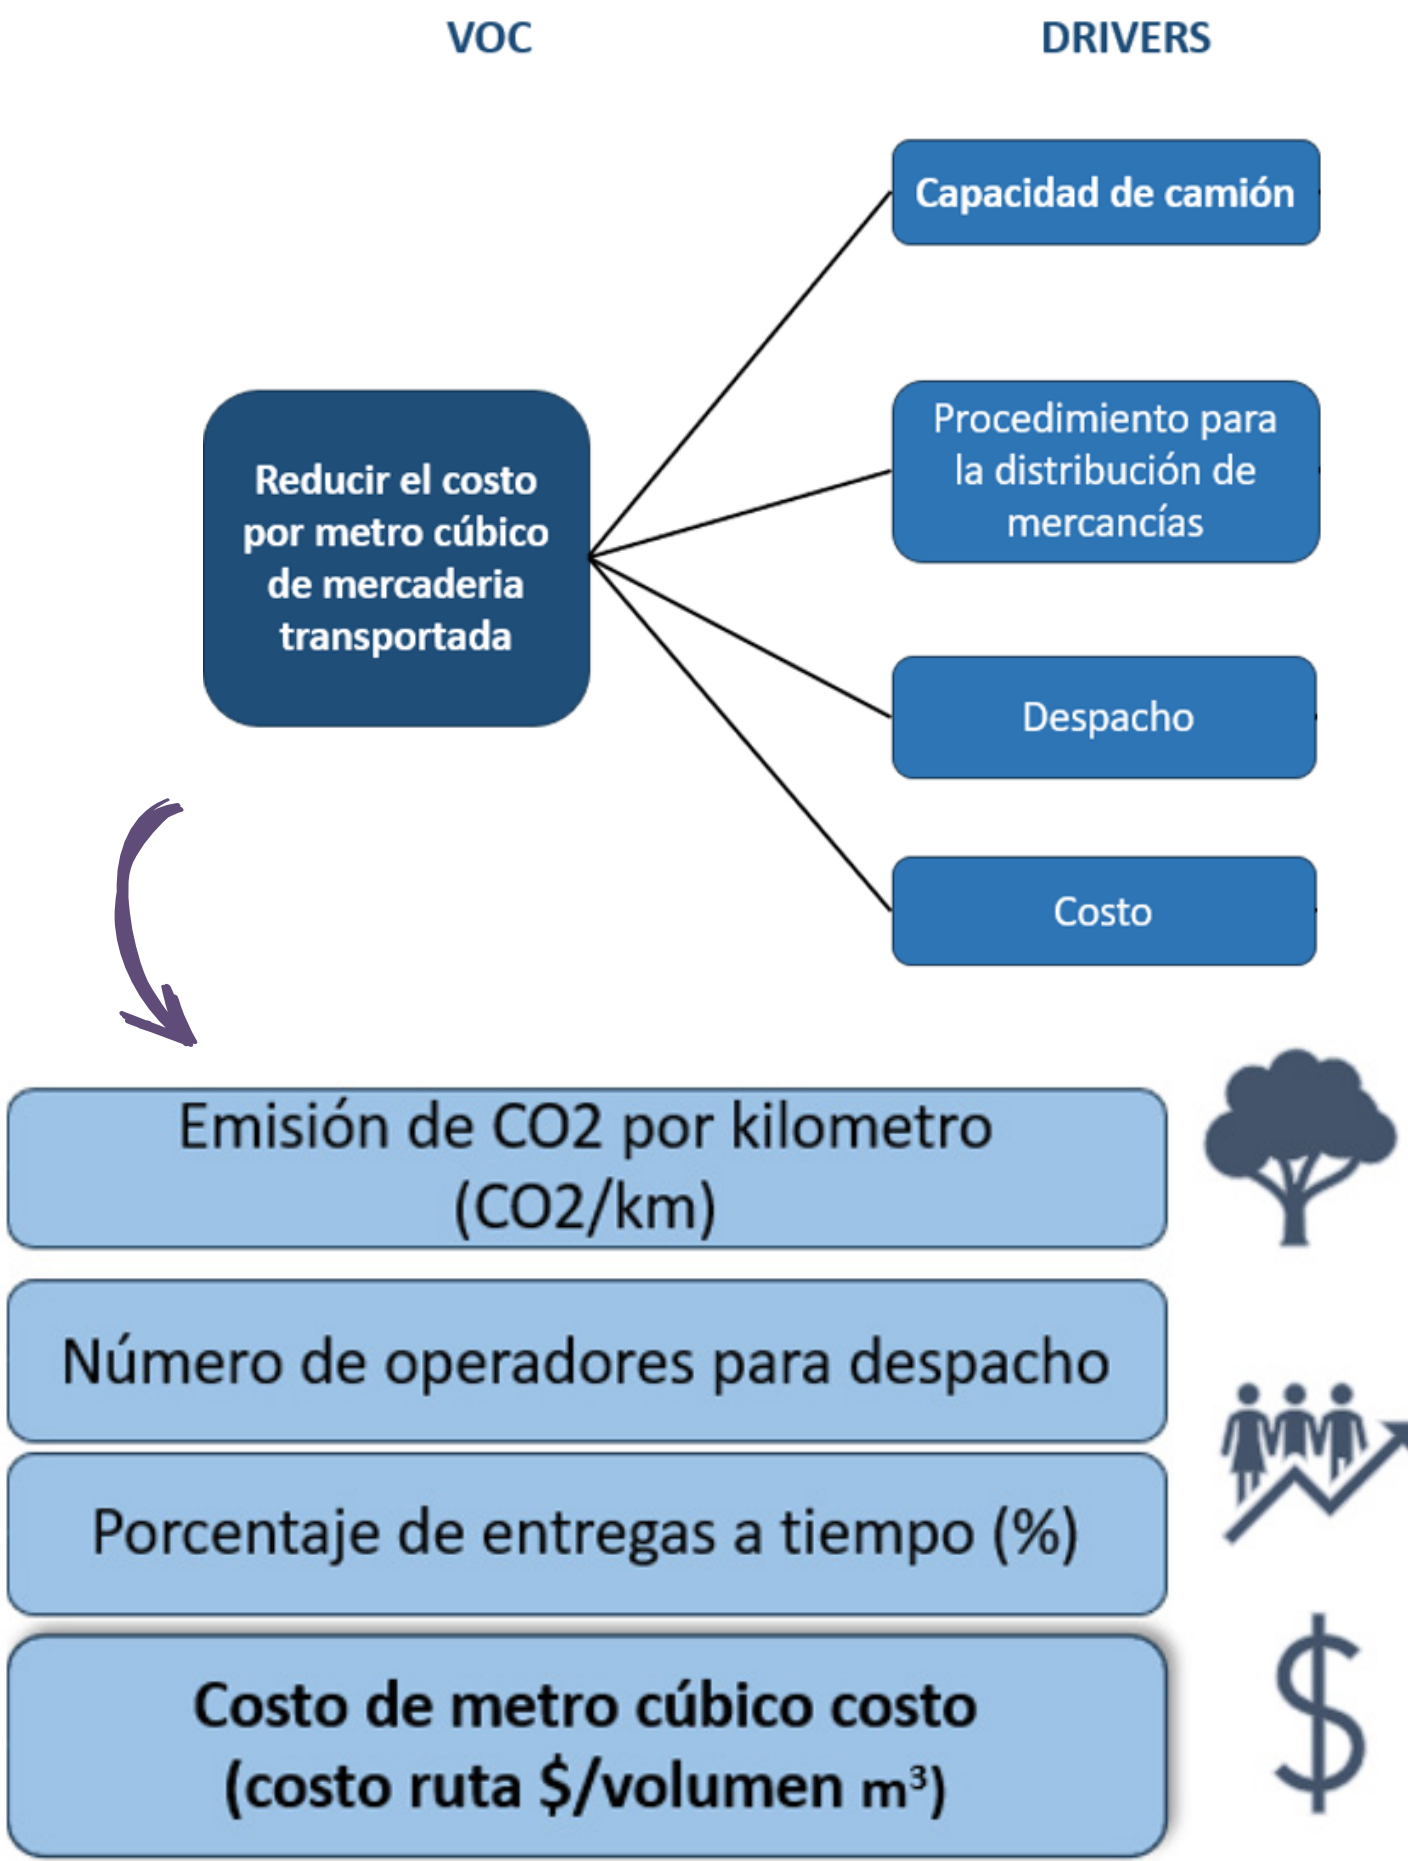 VOC
DRIVERS
Capacidad de camión
Procedimiento para
la distribución de
mercancías
Reducir el costo
por metro cúbico
de mercaderia
transportada
Despacho
Costo
Emisión de CO2 por kilometro
(CO2/km)
Número de operadores para despacho
Porcentaje de entregas a tiempo (%)
Costo de metro cúbico costo
(costo ruta $/volumen m³)
$